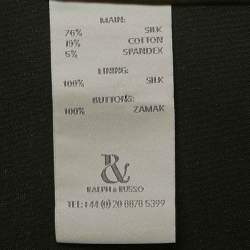 MAIN:
76% SILK
19% COTTON
5% SPANDEX
LINING:
100% SILK
BUTTONS:
100% ZAMAK
&
RALPH & RUSSO
TEL: +44 (0) 20 8878 5399